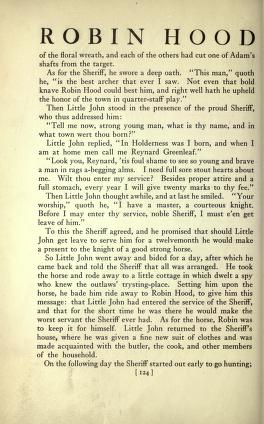 ROBIN HOOD
of the floral wreath, and each of the others had cut one of Adam's
shafts from the target.
As for the Sheriff, he swore a deep oath. "This man," quoth
he, "is the best archer that ever I saw. Not even that bold
knave Robin Hood could best him, and right well hath he upheld
the honor of the town in quarter-staff play."
Then Little John stood in the presence of the proud Sheriff,
who thus addressed him:
"Tell me now, strong young man, what is thy name, and in
what town wert thou born?"
Little John replied, "In Holderness was I born, and when I
am at home men call me Reynard Greenleaf."
"Look you, Reynard, 'tis foul shame to see so young and brave
a man in rags a-begging alms. I need full sore stout hearts about
me. Wilt thou enter my service? Besides proper attire and a
full stomach, every year I will give twenty marks to thy fee."
Then Little John thought awhile, and at last he smiled. "Your
worship," quoth he, "I have a master, a courteous knight.
Before I may enter thy service, noble Sheriff, I must e'en get
leave of him."
To this the Sheriff agreed, and he promised that should Little
John get leave to serve him for a twelvemonth he would make
a present to the knight of a good strong horse.
So Little John went away and bided for a day, after which he
came back and told the Sheriff that all was arranged. He took
the horse and rode away to a little cottage in which dwelt a spy
who knew the outlaws' trysting-place. Setting him upon the
horse, he bade him ride away to Robin Hood, to give him this
message: that Little John had entered the service of the Sheriff,
and that for the short time he was there he would make the
worst servant the Sheriff ever had. As for the horse, Robin was
to keep it for himself. Little John returned to the Sheriff's
house, where he was given a fine new suit of clothes and was
made acquainted with the butler, the cook, and other members
of the household.
On the following day the Sheriff started out early to go hunting;
[124]